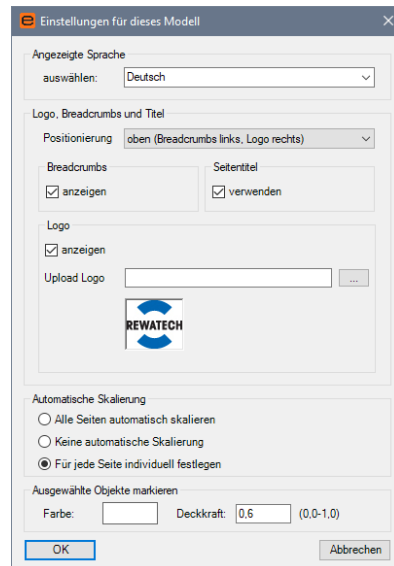 Einstellungen für dieses Modell
Angezeigte Sprache
auswählen: Deutsch
Logo, Breadcrumbs und Titel
Positionierung oben (Breadcrumbs links, Logo rechts)
Breadcrumbs Seitentitel
anzeigen verwenden
Logo
anzeigen
Upload Logo ...
REWATECH
Automatische Skalierung
Alle Seiten automatisch skalieren
Keine automatische Skalierung
Für jede Seite individuell festlegen
Ausgewählte Objekte markieren
Farbe: Deckkraft: 0,6 (0,0-1,0)
OK Abbrechen